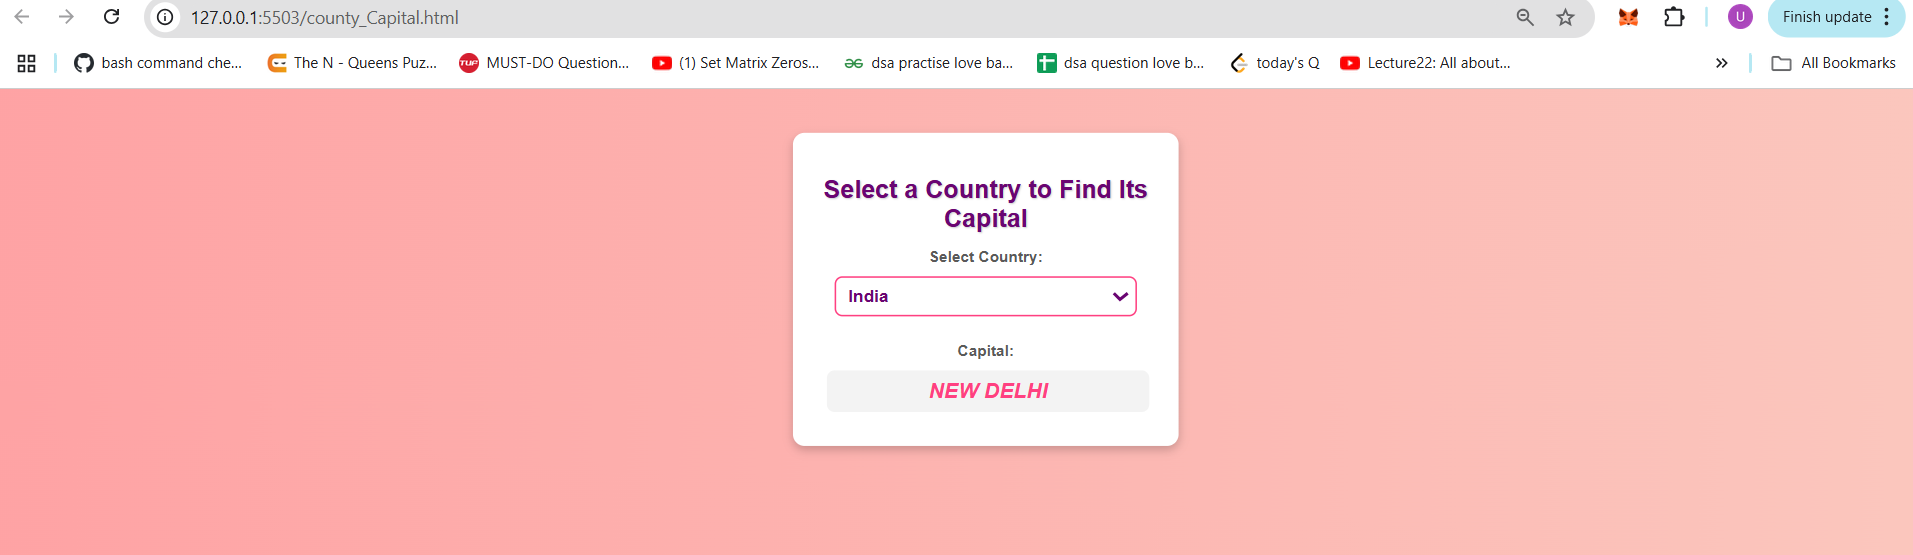 127.0.0.1:5503/county_Capital.html
U
Finish update
bash command che...
The N - Queens Puz...
TUF
MUST-DO Question...
(1) Set Matrix Zeros...
dsa practise love ba...
dsa question love b...
today's Q
Lecture22: All about...
All Bookmarks
Select a Country to Find Its
Capital
Select Country:
India
Capital:
NEW DELHI